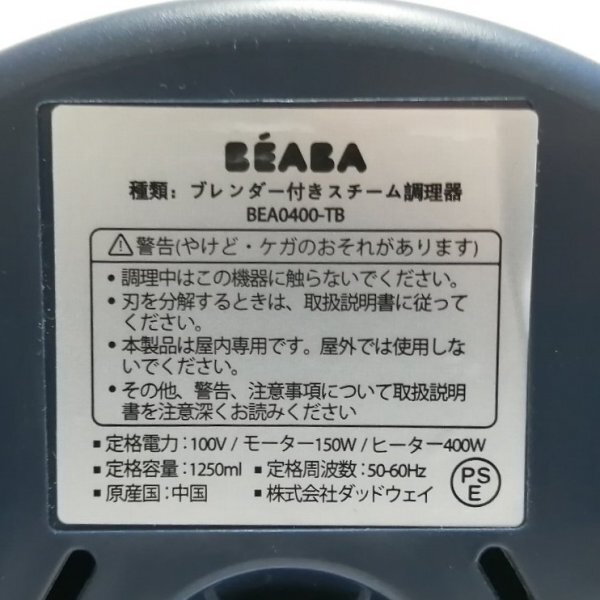 BÉABA
種類：ブレンダー付きスチーム調理器
BEA0400-TB
⚠警告(やけど・ケガのおそれがあります)
•調理中はこの機器に触らないでください。
•刃を分解するときは、取扱説明書に従って
ください。
•本製品は屋内専用です。屋外では使用しな
いでください。
•その他、警告、注意事項について取扱説明
書を注意深くお読みください
▪定格電力：100V / モーター150W / ヒーター400W
▪定格容量：1250ml ▪定格周波数：50-60Hz
▪原産国：中国 ▪株式会社ダッドウェイ
PSE